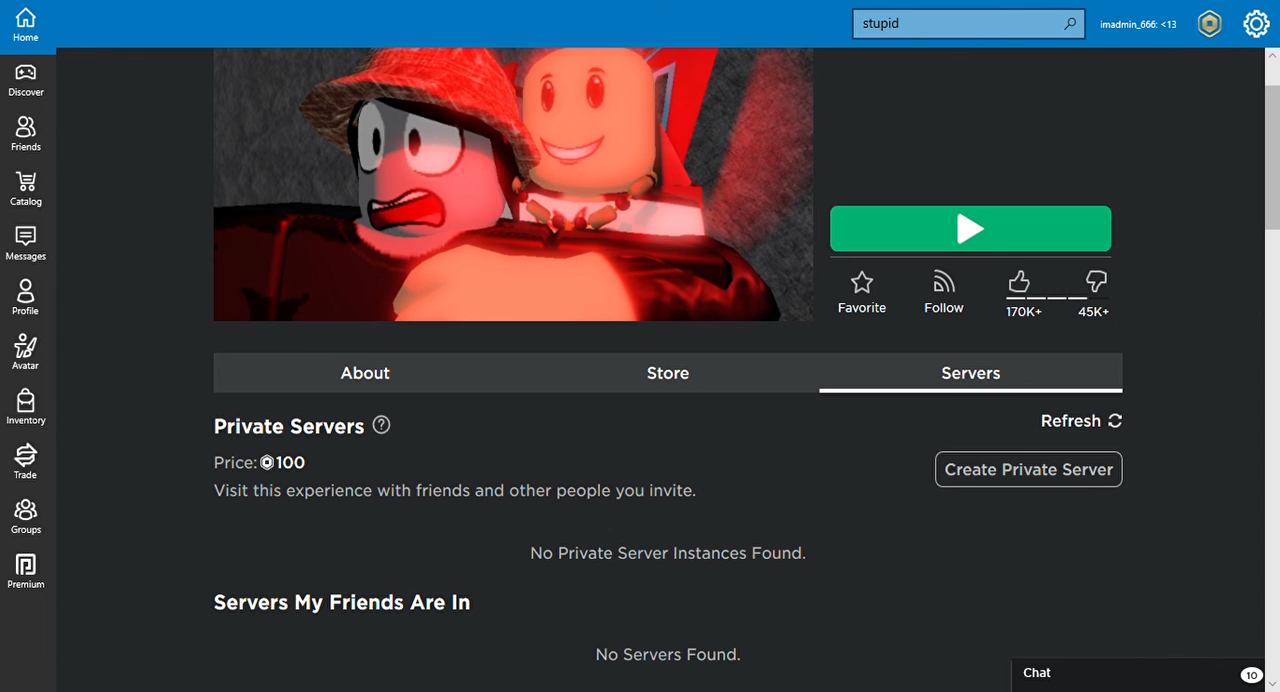 stupid
imadmin_666: <13
Home
Discover
Friends
Catalog
Messages
Profile
Avatar
Inventory
Trade
Groups
Premium
Favorite
Follow
170K+
45K+
About
Store
Servers
Private Servers ?
Refresh
Price: 100
Create Private Server
Visit this experience with friends and other people you invite.
No Private Server Instances Found.
Servers My Friends Are In
No Servers Found.
Chat
10